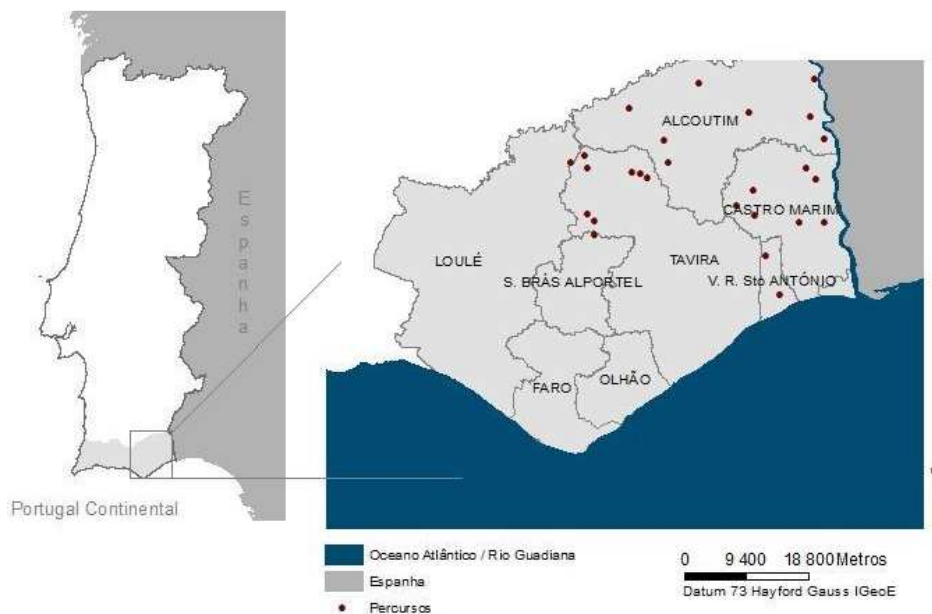 Espanha
Portugal Continental
ALCOUTIM
CASTRO MARIM
LOULÉ
TAVIRA
S. BRÁS ALPORTEL
V. R. Stº ANTÓNIO
FARO
OLHÃO
Oceano Atlântico / Rio Guadiana
Espanha
Percursos
0 9 400 18 800 Metros
Datum 73 Hayford Gauss IGeoE